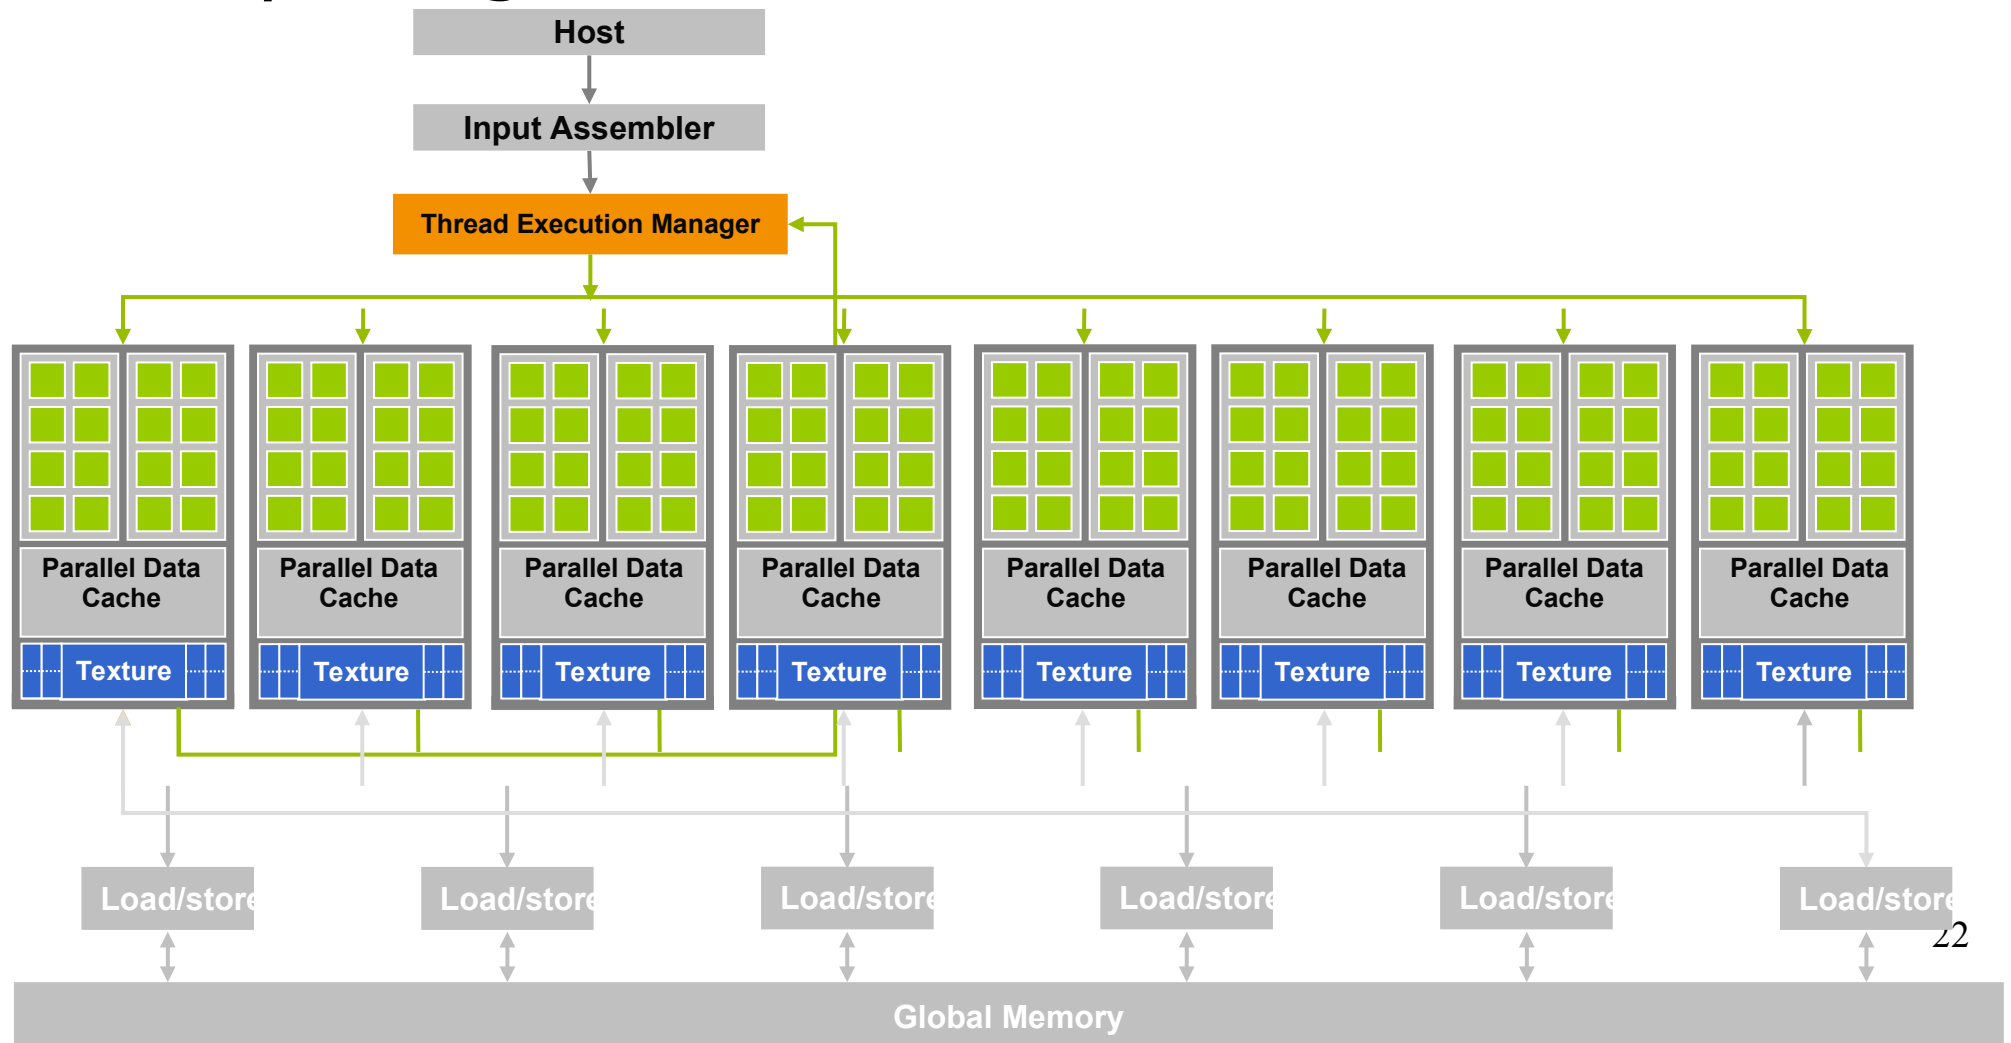 Host
Input Assembler
Thread Execution Manager
Parallel Data
Cache
Parallel Data
Cache
Parallel Data
Cache
Parallel Data
Cache
Parallel Data
Cache
Parallel Data
Cache
Parallel Data
Cache
Parallel Data
Cache
Texture
Texture
Texture
Texture
Texture
Texture
Texture
Texture
Load/store
Load/store
Load/store
Load/store
Load/store
Load/store
22
Global Memory